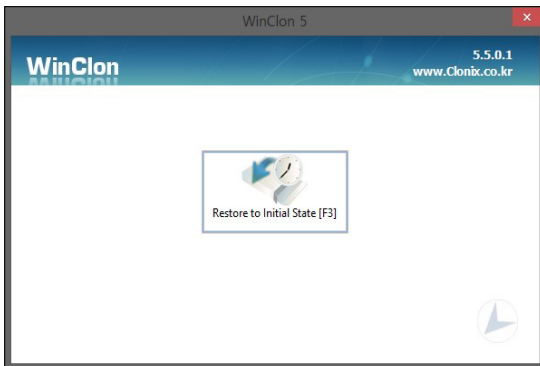 WinClon 5
WinClon
5.5.0.1
www.Clonix.co.kr
Restore to Initial State [F3]